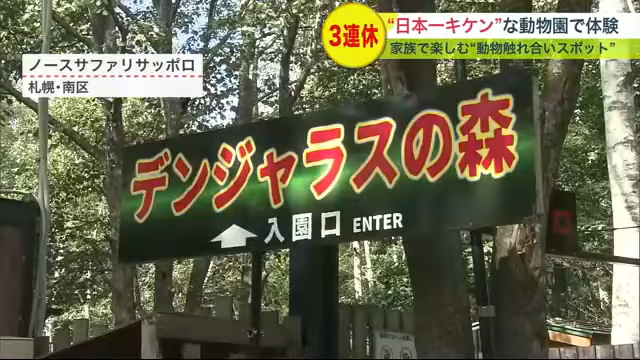 3連休
“日本一キケン”な動物園で体験
家族で楽しむ“動物触れ合いスポット”
ノースサファリサッポロ
札幌・南区
デンジャラスの森
入園口 ENTER